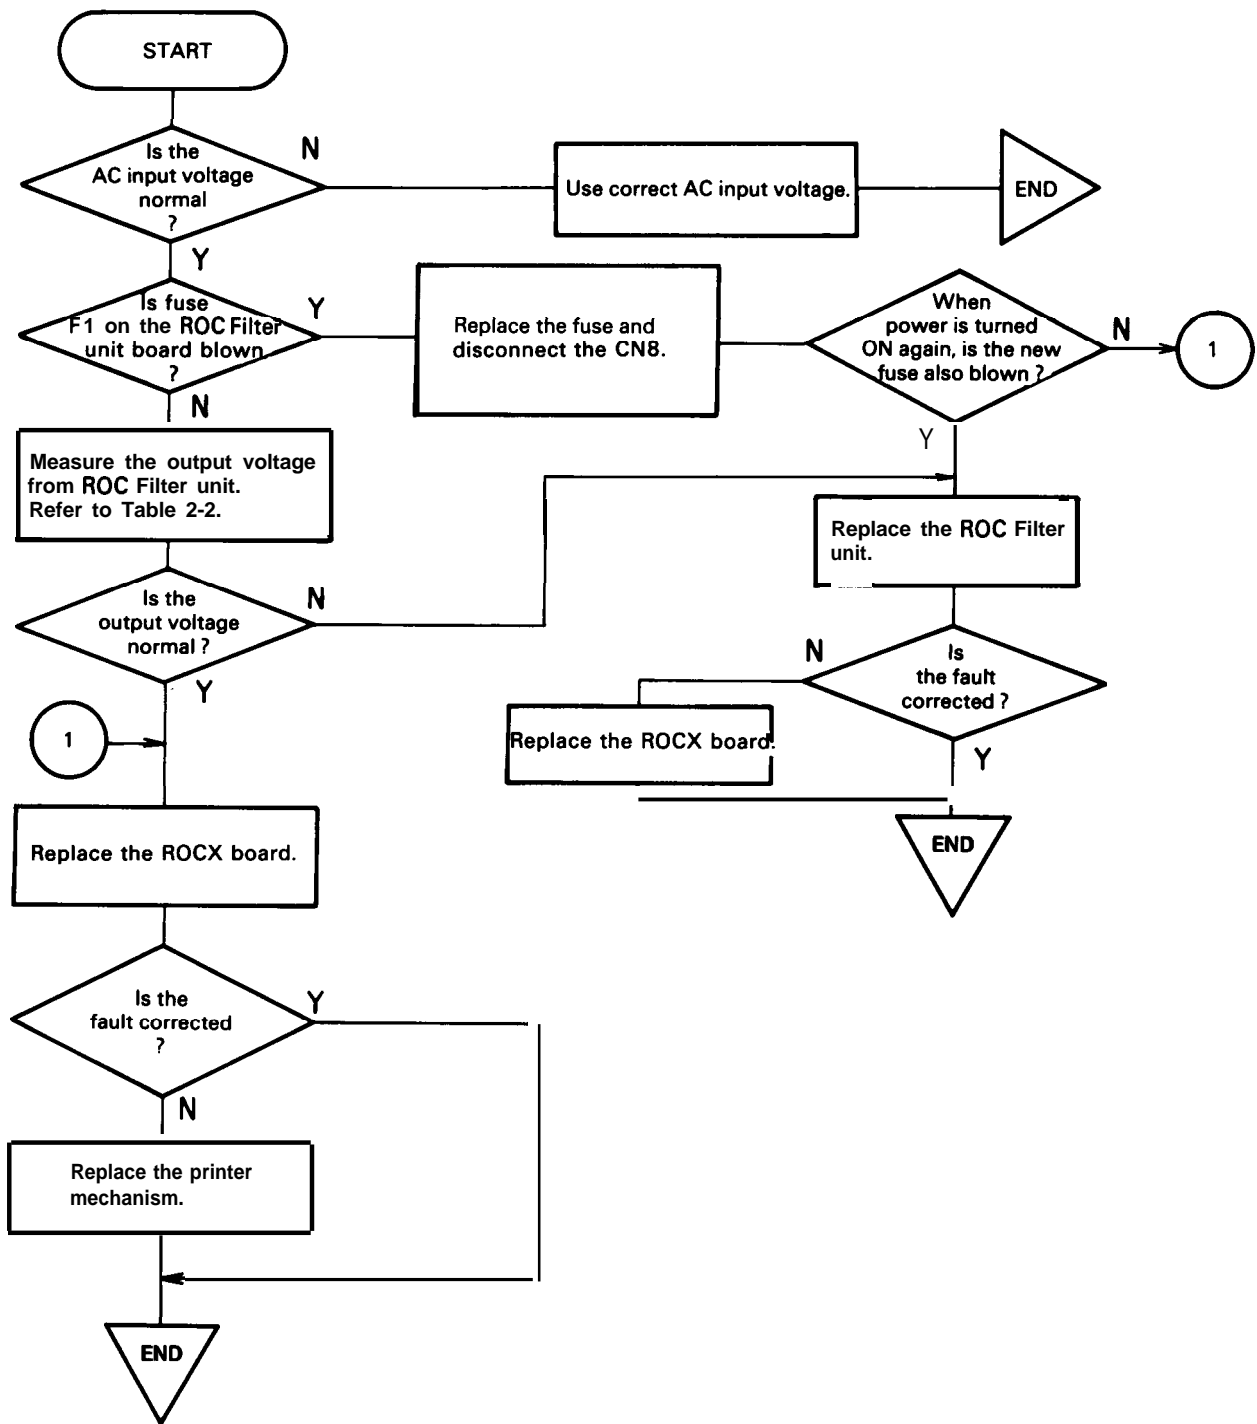 START
Is the
AC input voltage
normal
?
N
Use correct AC input voltage.
END
Y
Is fuse
F1 on the ROC Filter
unit board blown
?
Y
Replace the fuse and
disconnect the CN8.
When
power is turned
ON again, is the new
fuse also blown ?
N
1
N
Y
Measure the output voltage
from ROC Filter unit.
Refer to Table 2-2.
Replace the ROC Filter
unit.
Is the
output voltage
normal ?
N
Y
Is
the fault
corrected ?
N
Y
1
Replace the ROCX board.
END
Replace the ROCX board.
Is the
fault corrected
?
Y
N
Replace the printer
mechanism.
END